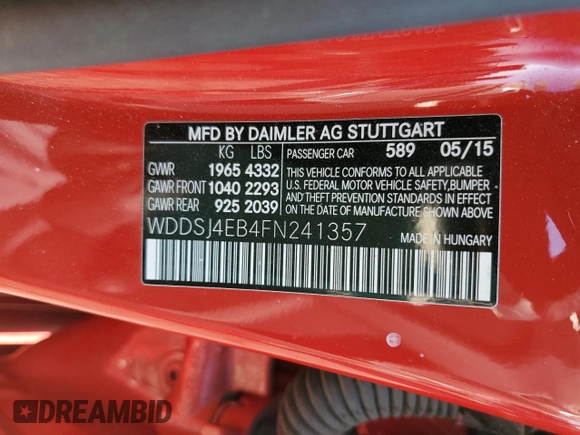 MFD BY DAIMLER AG STUTTGART
KG LBS
GVWR 1965 4332
GAWR FRONT 1040 2293
GAWR REAR 925 2039
PASSENGER CAR 589 05/15
THIS VEHICLE CONFORMS TO ALL APPLICABLE
U.S. FEDERAL MOTOR VEHICLE SAFETY, BUMPER
AND THEFT PREVENTION STANDARDS IN EFFECT
ON THE DATE OF MANUFACTURE SHOWN ABOVE
WDDSJ4EB4FN241357
MADE IN HUNGARY
DREAMBID